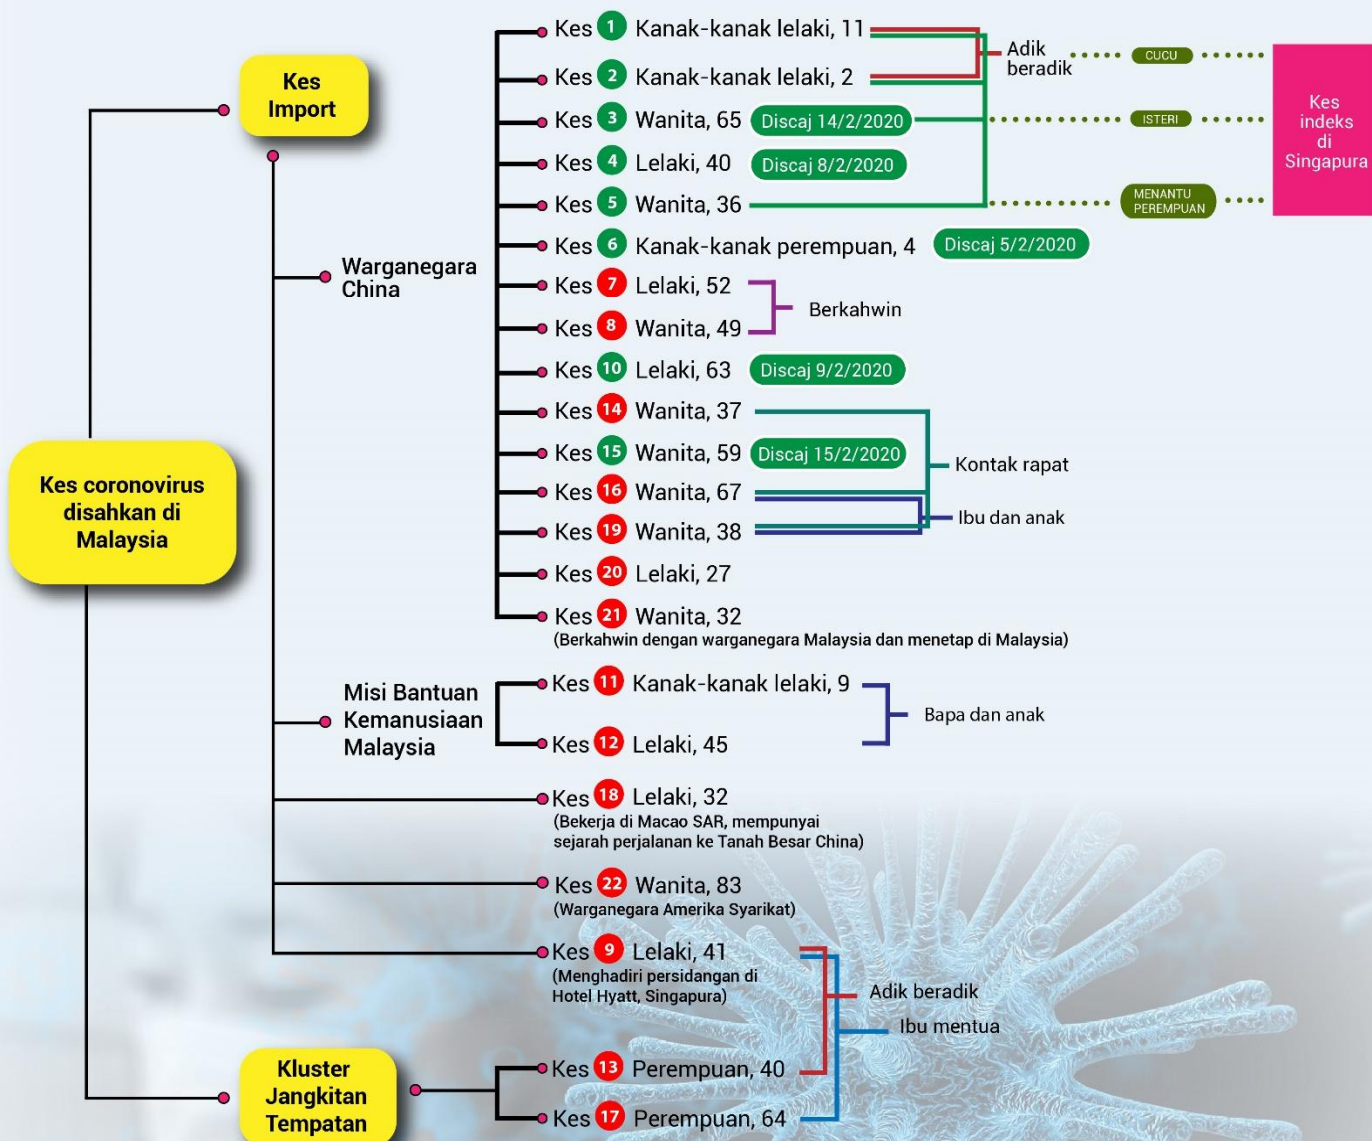 Kes coronovirus
disahkan di
Malaysia
Kes
Import
Warganegara
China
Kes 1 Kanak-kanak lelaki, 11
Kes 2 Kanak-kanak lelaki, 2
Adik
beradik
CUCU
Kes 3 Wanita, 65 Discaj 14/2/2020
ISTERI
Kes 4 Lelaki, 40 Discaj 8/2/2020
Kes 5 Wanita, 36
MENANTU
PEREMPUAN
Kes
indeks
di
Singapura
Kes 6 Kanak-kanak perempuan, 4 Discaj 5/2/2020
Kes 7 Lelaki, 52
Berkahwin
Kes 8 Wanita, 49
Kes 10 Lelaki, 63 Discaj 9/2/2020
Kes 14 Wanita, 37
Kes 15 Wanita, 59 Discaj 15/2/2020
Kontak rapat
Kes 16 Wanita, 67
Ibu dan anak
Kes 19 Wanita, 38
Kes 20 Lelaki, 27
Kes 21 Wanita, 32
(Berkahwin dengan warganegara Malaysia dan menetap di Malaysia)
Misi Bantuan
Kemanusiaan
Malaysia
Kes 11 Kanak-kanak lelaki, 9
Bapa dan anak
Kes 12 Lelaki, 45
Kes 18 Lelaki, 32
(Bekerja di Macao SAR, mempunyai
sejarah perjalanan ke Tanah Besar China)
Kes 22 Wanita, 83
(Warganegara Amerika Syarikat)
Kes 9 Lelaki, 41
(Menghadiri persidangan di
Hotel Hyatt, Singapura)
Adik beradik
Ibu mentua
Kluster
Jangkitan
Tempatan
Kes 13 Perempuan, 40
Kes 17 Perempuan, 64